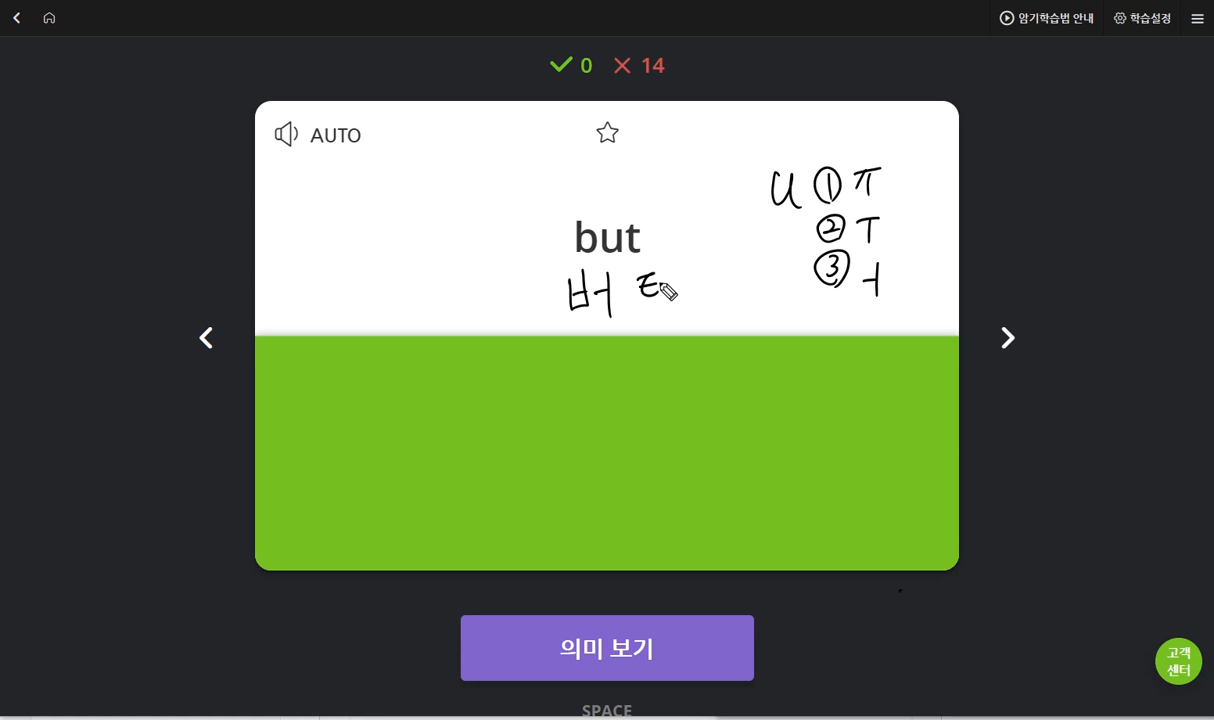 암기학습법 안내 학습설정
0 14
AUTO
but
버 ㅌ
u ① ㅠ
② ㅜ
③ ㅓ
의미 보기
고객
센터
SPACE